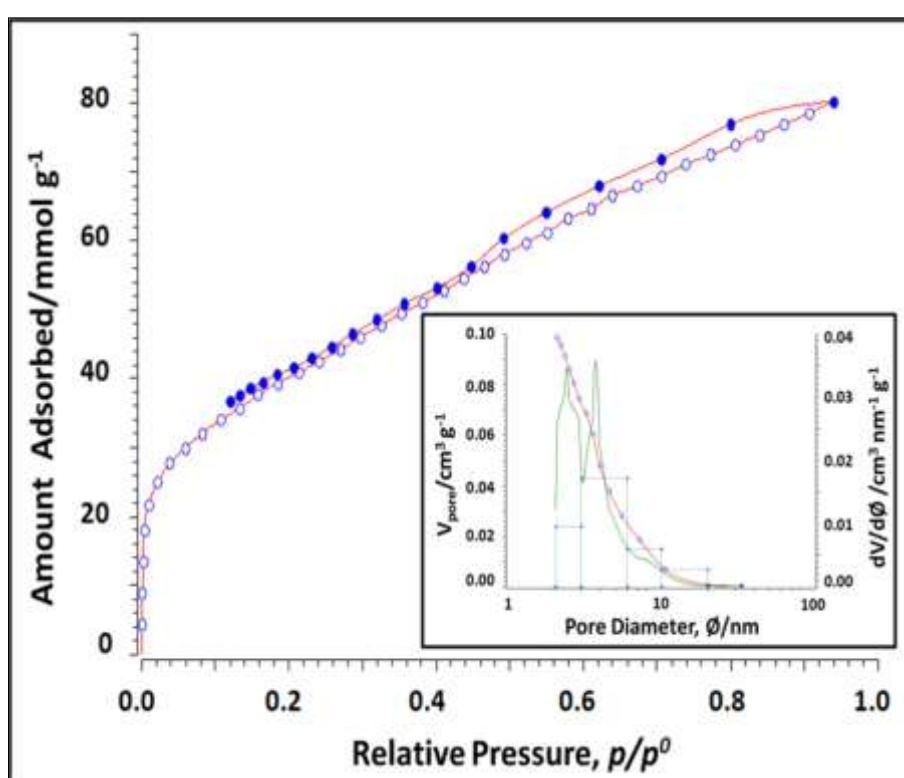 80
60
40
20
0
Amount Adsorbed/mmol g⁻¹
0.0 0.2 0.4 0.6 0.8 1.0
Relative Pressure, p/p⁰
0.10
0.08
0.06
0.04
0.02
0.00
Vpore/cm³ g⁻¹
0.04
0.03
0.02
0.01
0.00
dV/dØ /cm³ nm⁻¹ g⁻¹
1 10 100
Pore Diameter, Ø/nm